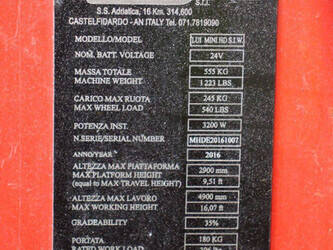 S.r.l.
S.S. Adriatica, 16 Km. 314,600
CASTELFIDARDO - AN ITALY Tel. 071.7819090
MODELLO/MODEL LUI MINI HD S.I.W.
NOM. BATT. VOLTAGE 24V
MASSA TOTALE 555 KG
MACHINE WEIGHT 1 223 LBS
CARICO MAX RUOTA 245 KG
MAX WHEEL LOAD 540 LBS
POTENZA INST. 3200 W
N.SERIE/SERIAL NUMBER MHDE20161007
ANNO/YEAR 2016
ALTEZZA MAX PIATTAFORMA 2900 mm
MAX PLATFORM HEIGHT 9,51 ft
(equal to MAX TRAVEL HEIGHT)
ALTEZZA MAX LAVORO 4900 mm
MAX WORKING HEIGHT 16,07 ft
GRADEABILITY 35%
PORTATA 180 KG
RATED WORK LOAD 396 lbs